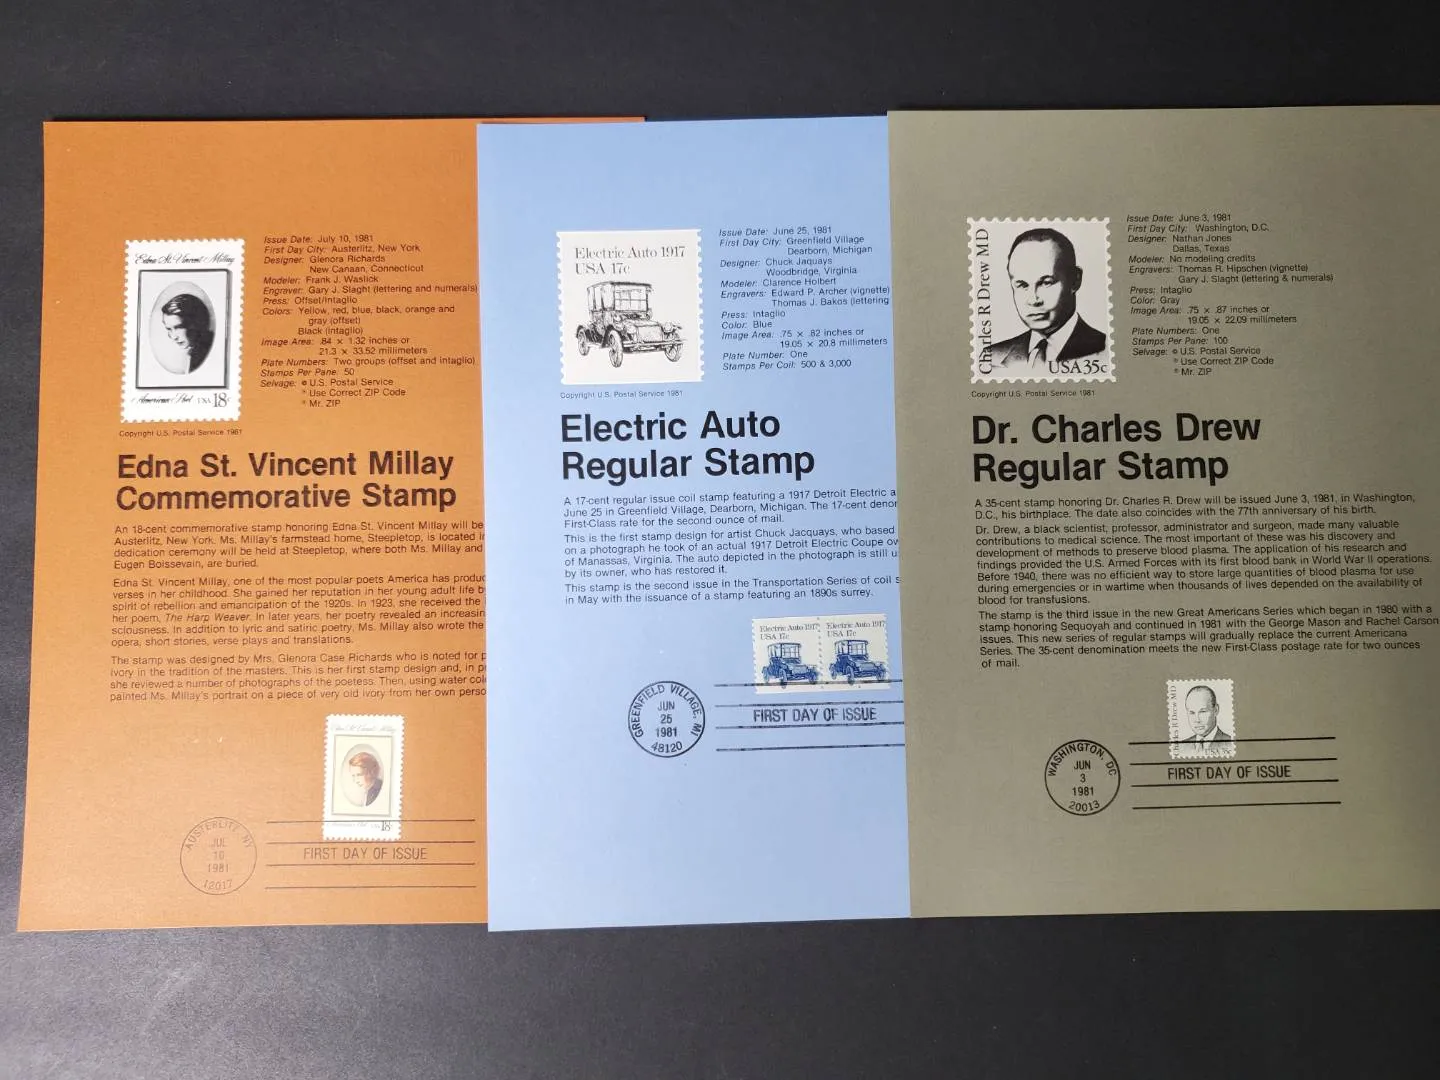 Edna St. Vincent Millay
American Poet USA 18c
Issue Date: July 10, 1981
First Day City: Austerlitz, New York
Designer: Glenora Richards
New Canaan, Connecticut
Modeler: Frank J. Waslick
Engraver: Gary J. Slaght (lettering and numerals)
Press: Offset/Intaglio
Colors: Yellow, red, blue, black, orange and
gray (offset)
Black (intaglio)
Image Area: .84 × 1.32 inches or
21.3 × 33.52 millimeters
Plate Numbers: Two groups (offset and intaglio)
Stamps Per Pane: 50
Selvage: © U.S. Postal Service
® Use Correct ZIP Code
® Mr. ZIP
Copyright U.S. Postal Service 1981
Edna St. Vincent Millay
Commemorative Stamp
An 18-cent commemorative stamp honoring Edna St. Vincent Millay will be
Austerlitz, New York. Ms. Millay's farmstead home, Steepletop, is located
dedication ceremony will be held at Steepletop, where both Ms. Millay and
Eugen Boissevain, are buried.
Edna St. Vincent Millay, one of the most popular poets America has
verses in her childhood. She gained her reputation in her young adult life
spirit of rebellion and emancipation of the 1920s. In 1923, she received the
her poem, The Harp Weaver. In later years, her poetry revealed an
sciousness. In addition to lyric and satiric poetry, Ms. Millay also wrote the
opera, short stories, verse plays and translations.
The stamp was designed by Mrs. Glenora Case Richards who is noted for
ivory in the tradition of the masters. This is her first stamp design and, in
she reviewed a number of photographs of the poetess. Then, using water
painted Ms. Millay's portrait on a piece of very old ivory from her own
Edna St. Vincent Millay
USA 18c
AUSTERLITZ, NY
JUL
10
1981
12017
FIRST DAY OF ISSUE
Electric Auto 1917
USA 17c
Issue Date: June 25, 1981
First Day City: Greenfield Village
Dearborn, Michigan
Designer: Chuck Jaquays
Woodbridge, Virginia
Modeler: Clarence Holbert
Engravers: Edward P. Archer (vignette)
Thomas J. Bakos (lettering
Press: Intaglio
Color: Blue
Image Area: .75 × .82 inches or
19.05 × 20.8 millimeters
Plate Number: One
Stamps Per Coil: 500 & 3,000
Copyright U.S. Postal Service 1981
Electric Auto
Regular Stamp
A 17-cent regular issue coil stamp featuring a 1917 Detroit Electric
June 25 in Greenfield Village, Dearborn, Michigan. The 17-cent
First-Class rate for the second ounce of mail.
This is the first stamp design for artist Chuck Jacquays, who based
on a photograph he took of an actual 1917 Detroit Electric Coupe
of Manassas, Virginia. The auto depicted in the photograph is still
by its owner, who has restored it.
This stamp is the second issue in the Transportation Series of coil
in May with the issuance of a stamp featuring an 1890s surrey.
Electric Auto 1917 Electric Auto 1917
USA 17c USA 17c
GREENFIELD VILLAGE, MI
JUN
25
1981
48120
FIRST DAY OF ISSUE
Charles R Drew MD
USA 35c
Issue Date: June 3, 1981
First Day City: Washington, D.C.
Designer: Nathan Jones
Dallas, Texas
Modeler: No modeling credits
Engravers: Thomas R. Hipschen (vignette)
Gary J. Slaght (lettering & numerals)
Press: Intaglio
Color: Gray
Image Area: .75 × .87 inches or
19.05 × 22.09 millimeters
Plate Numbers: One
Stamps Per Pane: 100
Selvage: © U.S. Postal Service
® Use Correct ZIP Code
® Mr. ZIP
Copyright U.S. Postal Service 1981
Dr. Charles Drew
Regular Stamp
A 35-cent stamp honoring Dr. Charles R. Drew will be issued June 3, 1981, in Washington,
D.C., his birthplace. The date also coincides with the 77th anniversary of his birth.
Dr. Drew, a black scientist, professor, administrator and surgeon, made many valuable
contributions to medical science. The most important of these was his discovery and
development of methods to preserve blood plasma. The application of his research and
findings provided the U.S. Armed Forces with its first blood bank in World War II operations.
Before 1940, there was no efficient way to store large quantities of blood plasma for use
during emergencies or in wartime when thousands of lives depended on the availability of
blood for transfusions.
The stamp is the third issue in the new Great Americans Series which began in 1980 with a
stamp honoring Sequoyah and continued in 1981 with the George Mason and Rachel Carson
issues. This new series of regular stamps will gradually replace the current Americana
Series. The 35-cent denomination meets the new First-Class postage rate for two ounces
of mail.
Charles R Drew MD
USA 35c
WASHINGTON, DC
JUN
3
1981
20013
FIRST DAY OF ISSUE